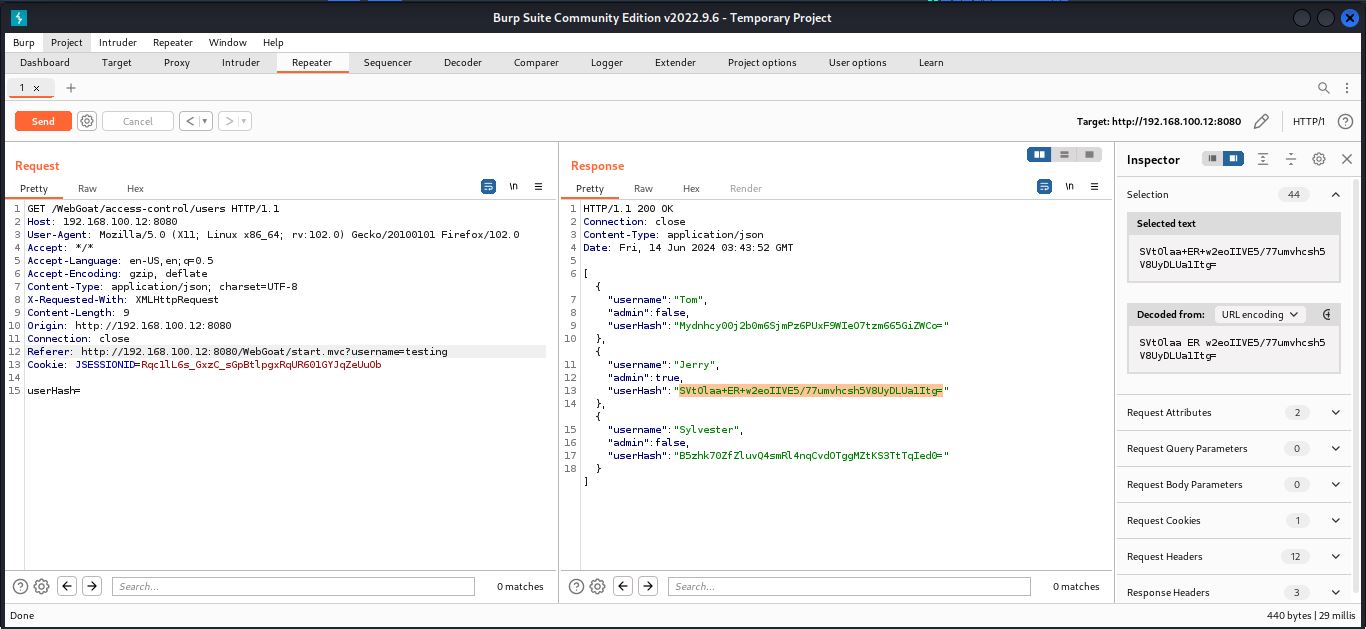 Burp Suite Community Edition v2022.9.6 - Temporary Project
Burp Project Intruder Repeater Window Help
Dashboard Target Proxy Intruder Repeater Sequencer Decoder Comparer Logger Extender Project options User options Learn
1 × +
Send Cancel < > Target: http://192.168.100.12:8080 HTTP/1 ?
Request
Pretty Raw Hex \n
1 GET /WebGoat/access-control/users HTTP/1.1
2 Host: 192.168.100.12:8080
3 User-Agent: Mozilla/5.0 (X11; Linux x86_64; rv:102.0) Gecko/20100101 Firefox/102.0
4 Accept: */*
5 Accept-Language: en-US,en;q=0.5
6 Accept-Encoding: gzip, deflate
7 Content-Type: application/json; charset=UTF-8
8 X-Requested-With: XMLHttpRequest
9 Content-Length: 9
10 Origin: http://192.168.100.12:8080
11 Connection: close
12 Referer: http://192.168.100.12:8080/WebGoat/start.mvc?username=testing
13 Cookie: JSESSIONID=Rqc1lL6s_GxzC_sGpBtlpgxRqUR601GYJqZeUuOb
14
15 userHash=
Search... 0 matches
Response
Pretty Raw Hex Render \n
1 HTTP/1.1 200 OK
2 Connection: close
3 Content-Type: application/json
4 Date: Fri, 14 Jun 2024 03:43:52 GMT
5
6 [
{
7 "username":"Tom",
8 "admin":false,
9 "userHash":"Mydnhcy00j2b0m6SjmPz6PUxF9WIeO7tzm665GiZWCo="
10 },
{
11 "username":"Jerry",
12 "admin":true,
13 "userHash":"SVtOlaa+ER+w2eoIIVE5/77umvhcsh5V8UyDLUa1Itg="
14 },
{
15 "username":"Sylvester",
16 "admin":false,
17 "userHash":"B5zhk70ZfZluvQ4smRl4nqCvdOTggMZtKS3TtTqIed0="
18 }
]
Search... 0 matches
Inspector
Selection 44
Selected text
SVtOlaa+ER+w2eoIIVE5/77umvhcsh5
V8UyDLUa1Itg=
Decoded from: URL encoding
SVtOlaa ER w2eoIIVE5/77umvhcsh5
V8UyDLUa1Itg=
Request Attributes 2
Request Query Parameters 0
Request Body Parameters 0
Request Cookies 1
Request Headers 12
Response Headers 3
Done 440 bytes | 29 millis